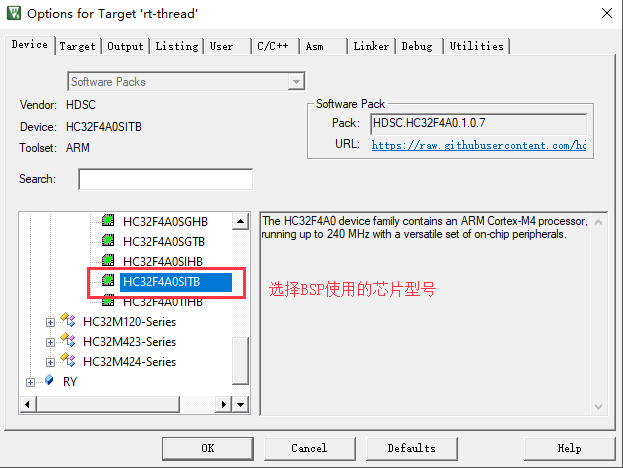 Options for Target 'rt-thread'
Device Target Output Listing User C/C++ Asm Linker Debug Utilities
Software Packs
Vendor: HDSC
Device: HC32F4A0SITB
Toolset: ARM
Search:
Software Pack
Pack: HDSC.HC32F4A0.1.0.7
URL: https://raw.githubusercontent.com/hd
HC32F4A0SGHB
HC32F4A0SGTB
HC32F4A0SIHB
HC32F4A0SITB
HC32F4A0TIHB
HC32M120-Series
HC32M423-Series
HC32M424-Series
RY
The HC32F4A0 device family contains an ARM Cortex-M4 processor,
running up to 240 MHz with a versatile set of on-chip peripherals.
选择BSP使用的芯片型号
OK Cancel Defaults Help